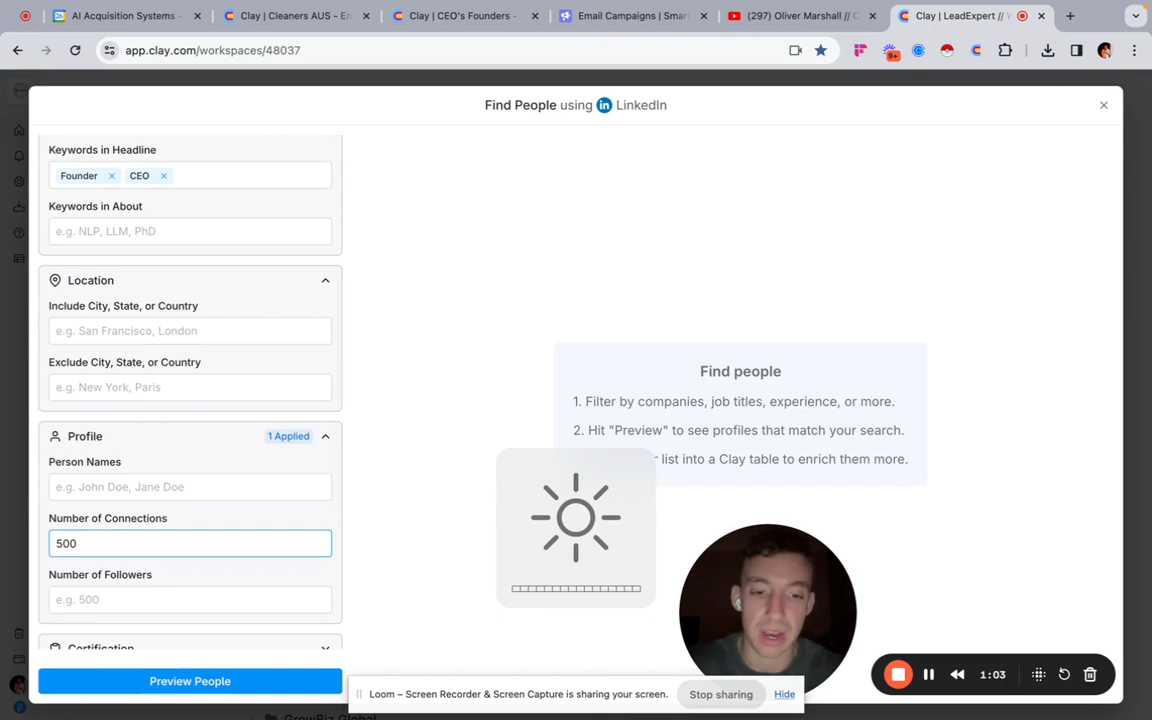 AI Acquisition Systems -
Clay | Cleaners AUS - En
Clay | CEO's Founders -
Email Campaigns | Smar
(297) Oliver Marshall // C
Clay | LeadExpert //
app.clay.com/workspaces/48037
9+
Find People using in LinkedIn
Keywords in Headline
Founder
CEO
Keywords in About
e.g. NLP, LLM, PhD
Location
Include City, State, or Country
e.g. San Francisco, London
Exclude City, State, or Country
e.g. New York, Paris
Profile
1 Applied
Person Names
e.g. John Doe, Jane Doe
Number of Connections
500
Number of Followers
e.g. 500
Certification
Preview People
Find people
1. Filter by companies, job titles, experience, or more.
2. Hit "Preview" to see profiles that match your search.
list into a Clay table to enrich them more.
1:03
Loom – Screen Recorder & Screen Capture is sharing your screen.
Stop sharing
Hide
GrowBiz Global